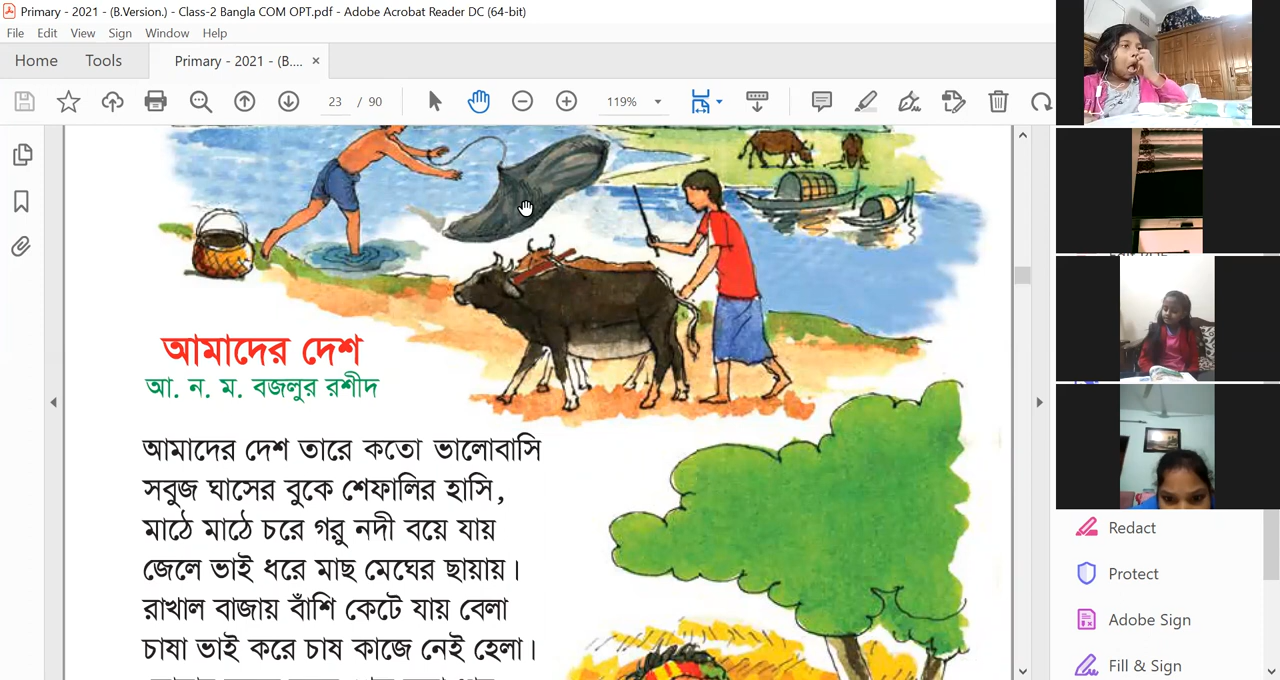 Primary - 2021 - (B.Version.) - Class-2 Bangla COM OPT.pdf - Adobe Acrobat Reader DC (64-bit)
File Edit View Sign Window Help
Home Tools Primary - 2021 - (B.... ×
23 / 90 119%
আমাদের দেশ
আ. ন. ম. বজলুর রশীদ
আমাদের দেশ তারে কতো ভালোবাসি
সবুজ ঘাসের বুকে শেফালির হাসি,
মাঠে মাঠে চরে গরু নদী বয়ে যায়
জেলে ভাই ধরে মাছ মেঘের ছায়ায়।
রাখাল বাজায় বাঁশি কেটে যায় বেলা
চাষা ভাই করে চাষ কাজে নেই হেলা।
Redact
Protect
Adobe Sign
Fill & Sign